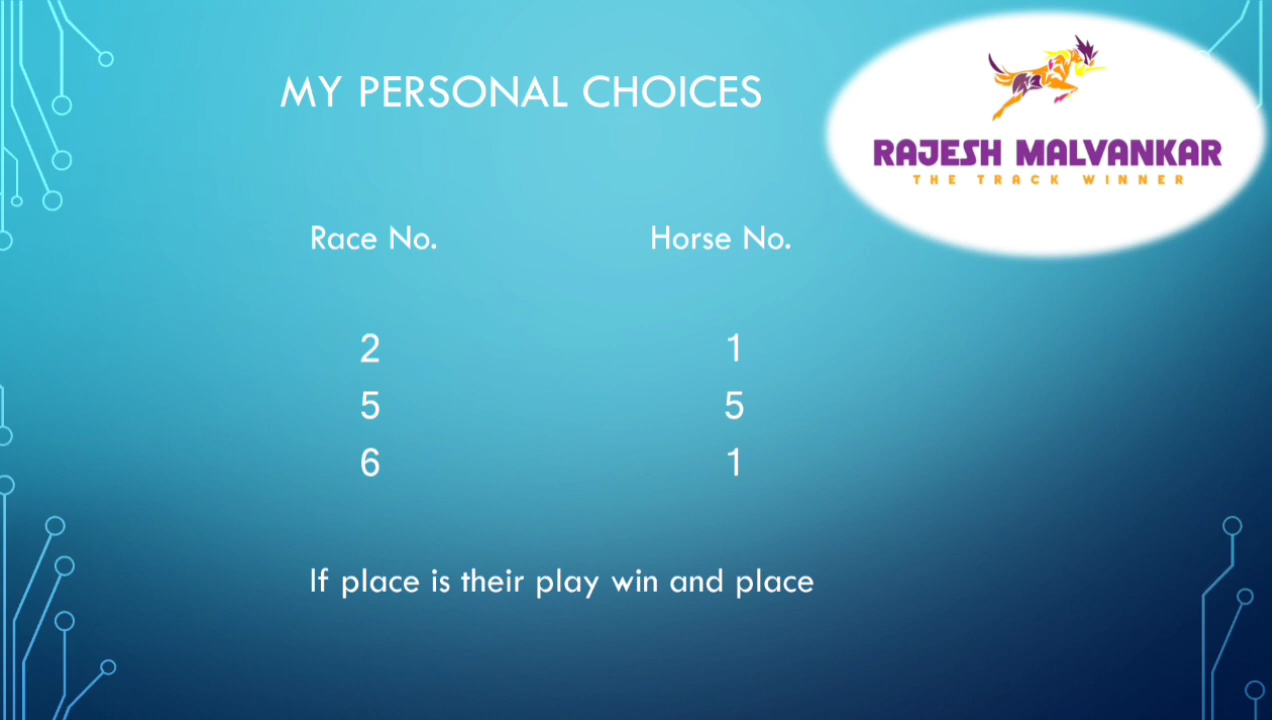 MY PERSONAL CHOICES
RAJESH MALVANKAR
THE TRACK WINNER
Race No. Horse No.
2 1
5 5
6 1
If place is their play win and place